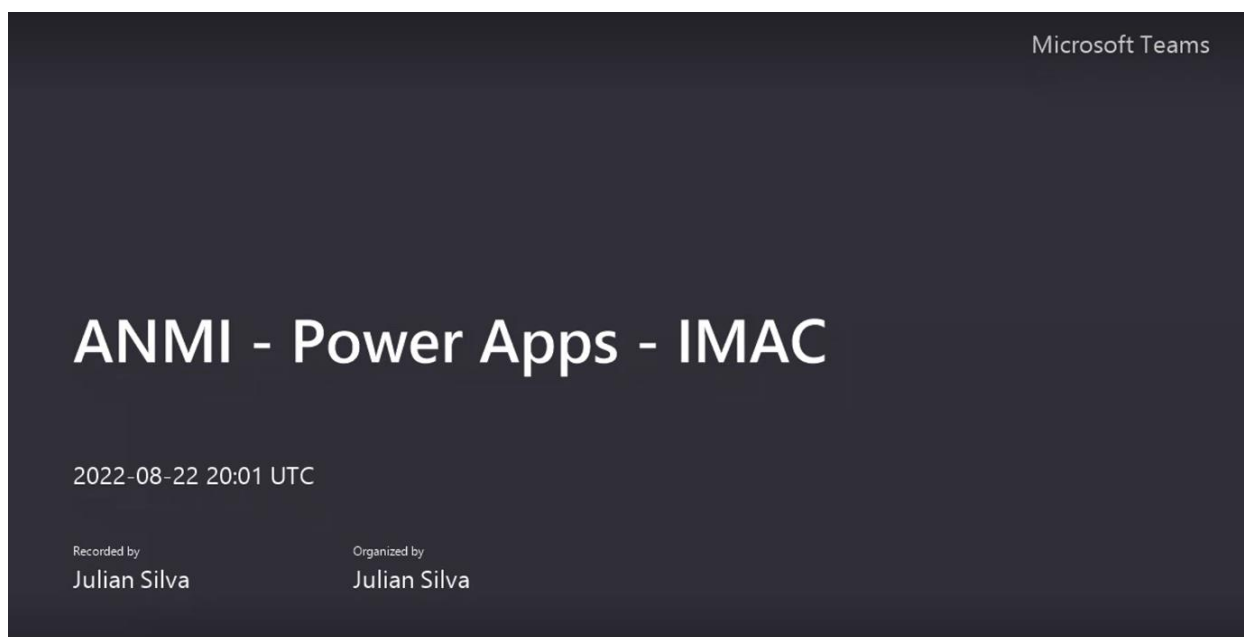 Microsoft Teams
ANMI - Power Apps - IMAC
2022-08-22 20:01 UTC
Recorded by
Julian Silva
Organized by
Julian Silva